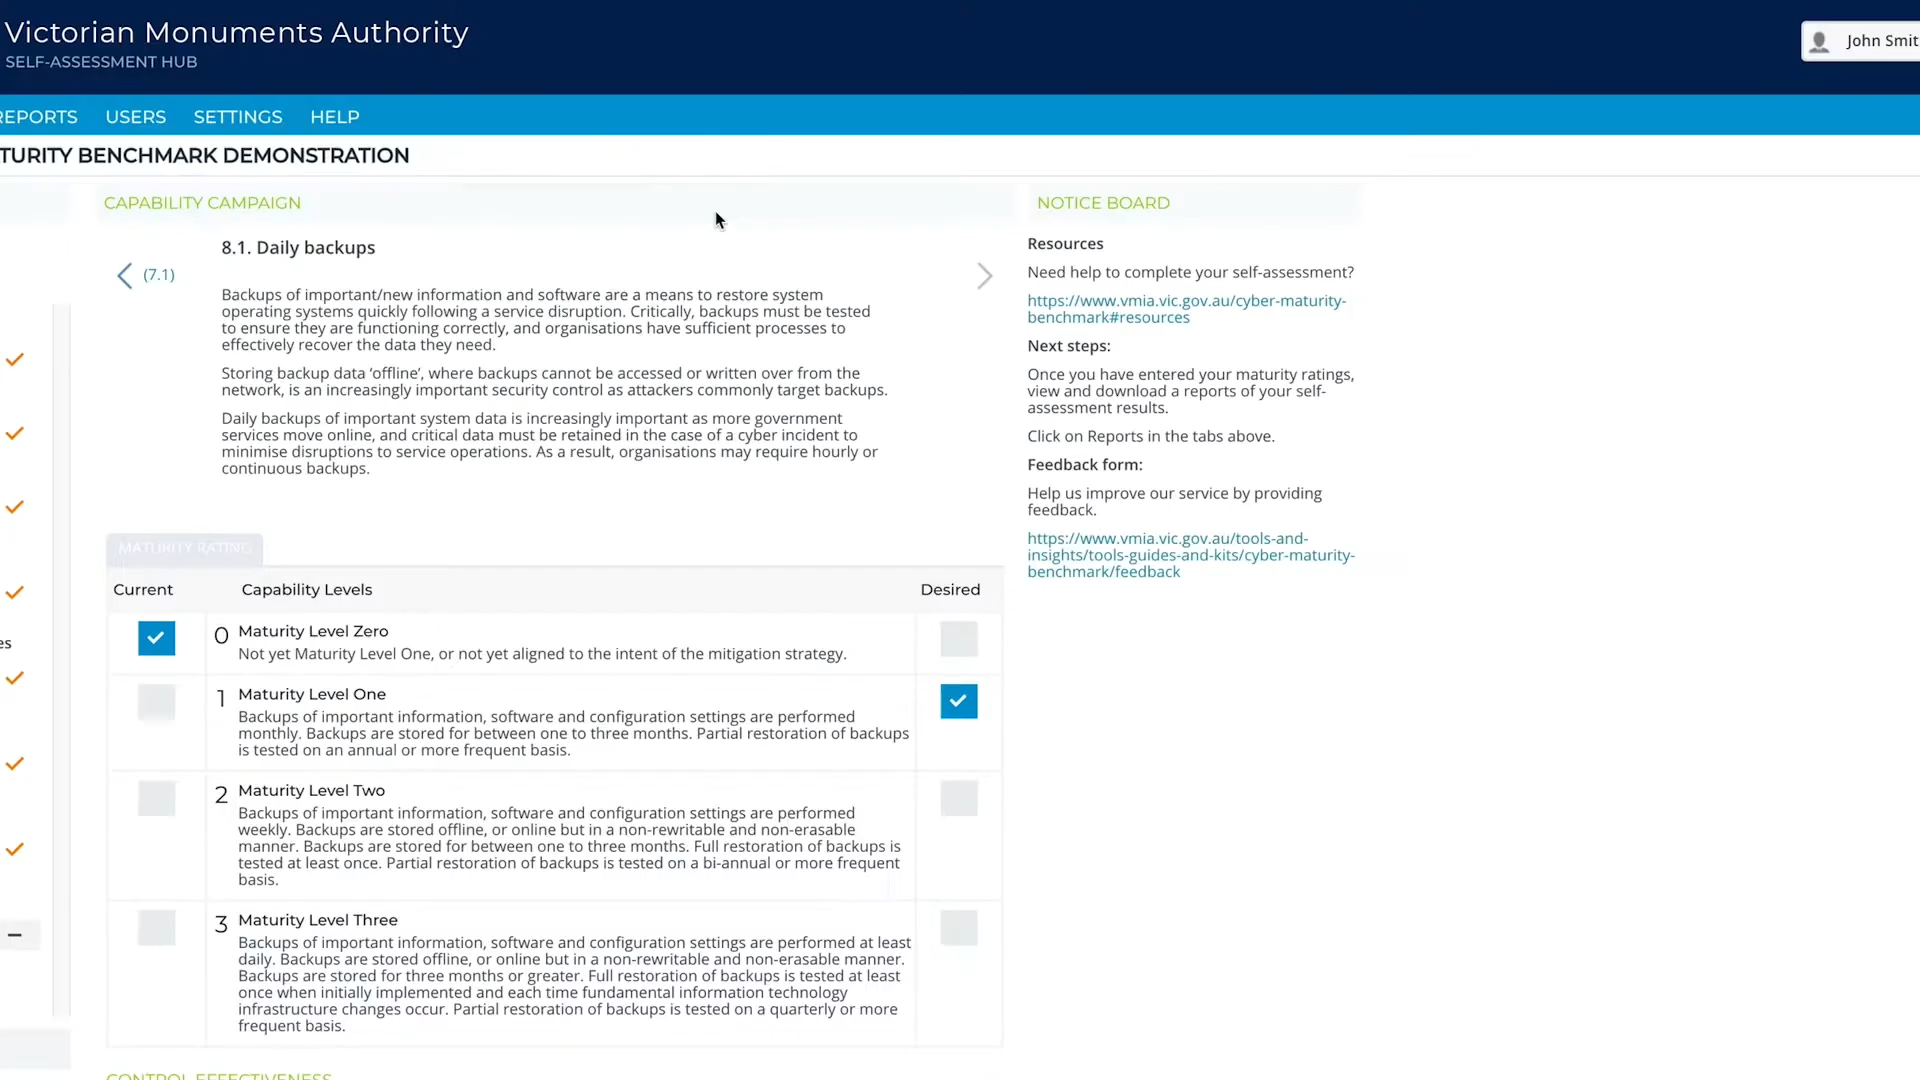 Victorian Monuments Authority
SELF-ASSESSMENT HUB
John Smit
REPORTS USERS SETTINGS HELP
TURITY BENCHMARK DEMONSTRATION
CAPABILITY CAMPAIGN
(7.1)
8.1. Daily backups
Backups of important/new information and software are a means to restore system
operating systems quickly following a service disruption. Critically, backups must be tested
to ensure they are functioning correctly, and organisations have sufficient processes to
effectively recover the data they need.
Storing backup data ‘offline’, where backups cannot be accessed or written over from the
network, is an increasingly important security control as attackers commonly target backups.
Daily backups of important system data is increasingly important as more government
services move online, and critical data must be retained in the case of a cyber incident to
minimise disruptions to service operations. As a result, organisations may require hourly or
continuous backups.
MATURITY RATING
Current Capability Levels Desired
0 Maturity Level Zero
Not yet Maturity Level One, or not yet aligned to the intent of the mitigation strategy.
1 Maturity Level One
Backups of important information, software and configuration settings are performed
monthly. Backups are stored for between one to three months. Partial restoration of backups
is tested on an annual or more frequent basis.
2 Maturity Level Two
Backups of important information, software and configuration settings are performed
weekly. Backups are stored offline, or online but in a non-rewritable and non-erasable
manner. Backups are stored for between one to three months. Full restoration of backups is
tested at least once. Partial restoration of backups is tested on a bi-annual or more frequent
basis.
3 Maturity Level Three
Backups of important information, software and configuration settings are performed at least
daily. Backups are stored offline, or online but in a non-rewritable and non-erasable manner.
Backups are stored for three months or greater. Full restoration of backups is tested at least
once when initially implemented and each time fundamental information technology
infrastructure changes occur. Partial restoration of backups is tested on a quarterly or more
frequent basis.
CONTROL EFFECTIVENESS
NOTICE BOARD
Resources
Need help to complete your self-assessment?
https://www.vmia.vic.gov.au/cyber-maturity-
benchmark#resources
Next steps:
Once you have entered your maturity ratings,
view and download a reports of your self-
assessment results.
Click on Reports in the tabs above.
Feedback form:
Help us improve our service by providing
feedback.
https://www.vmia.vic.gov.au/tools-and-
insights/tools-guides-and-kits/cyber-maturity-
benchmark/feedback
es